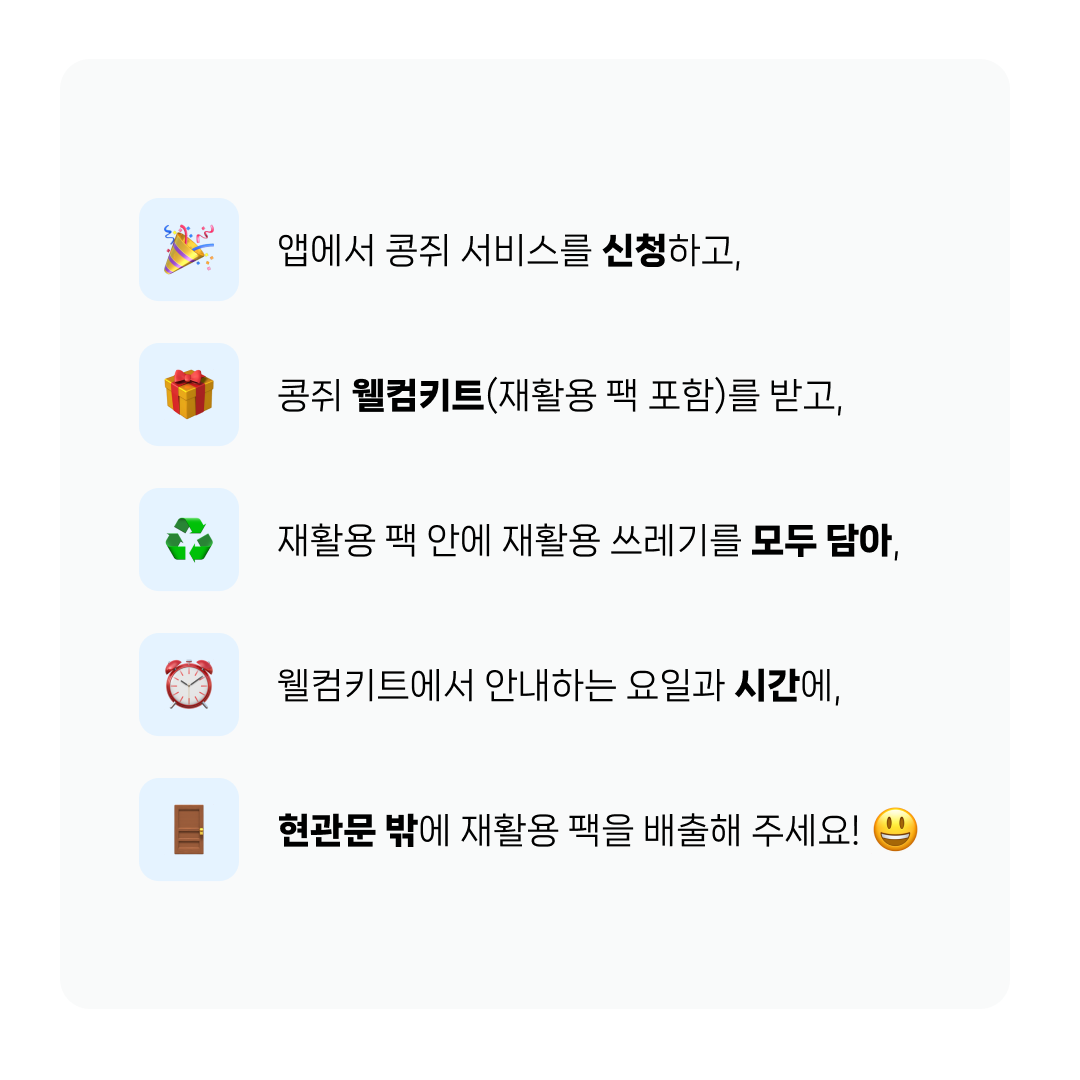 앱에서 콩쥐 서비스를 신청하고,
콩쥐 웰컴키트(재활용 팩 포함)를 받고,
재활용 팩 안에 재활용 쓰레기를 모두 담아,
웰컴키트에서 안내하는 요일과 시간에,
현관문 밖에 재활용 팩을 배출해 주세요! 😃